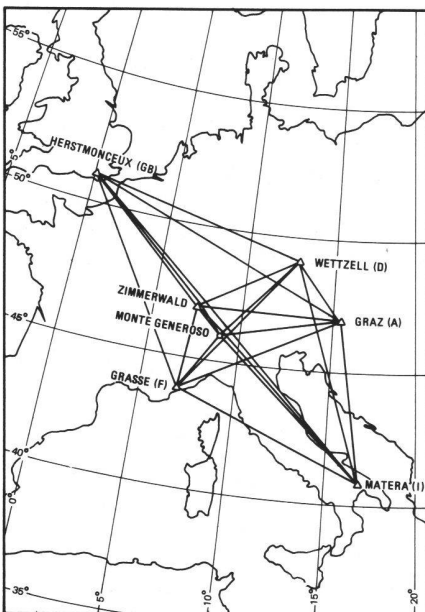 55°
HERSTMONCEUX (GB)
5°
50°
WETTZELL (D)
ZIMMERWALD
MONTE GENEROSO
GRAZ (A)
45°
GRASSE (F)
40°
MATERA (I)
0°
35°
5°
10°
15°
20°